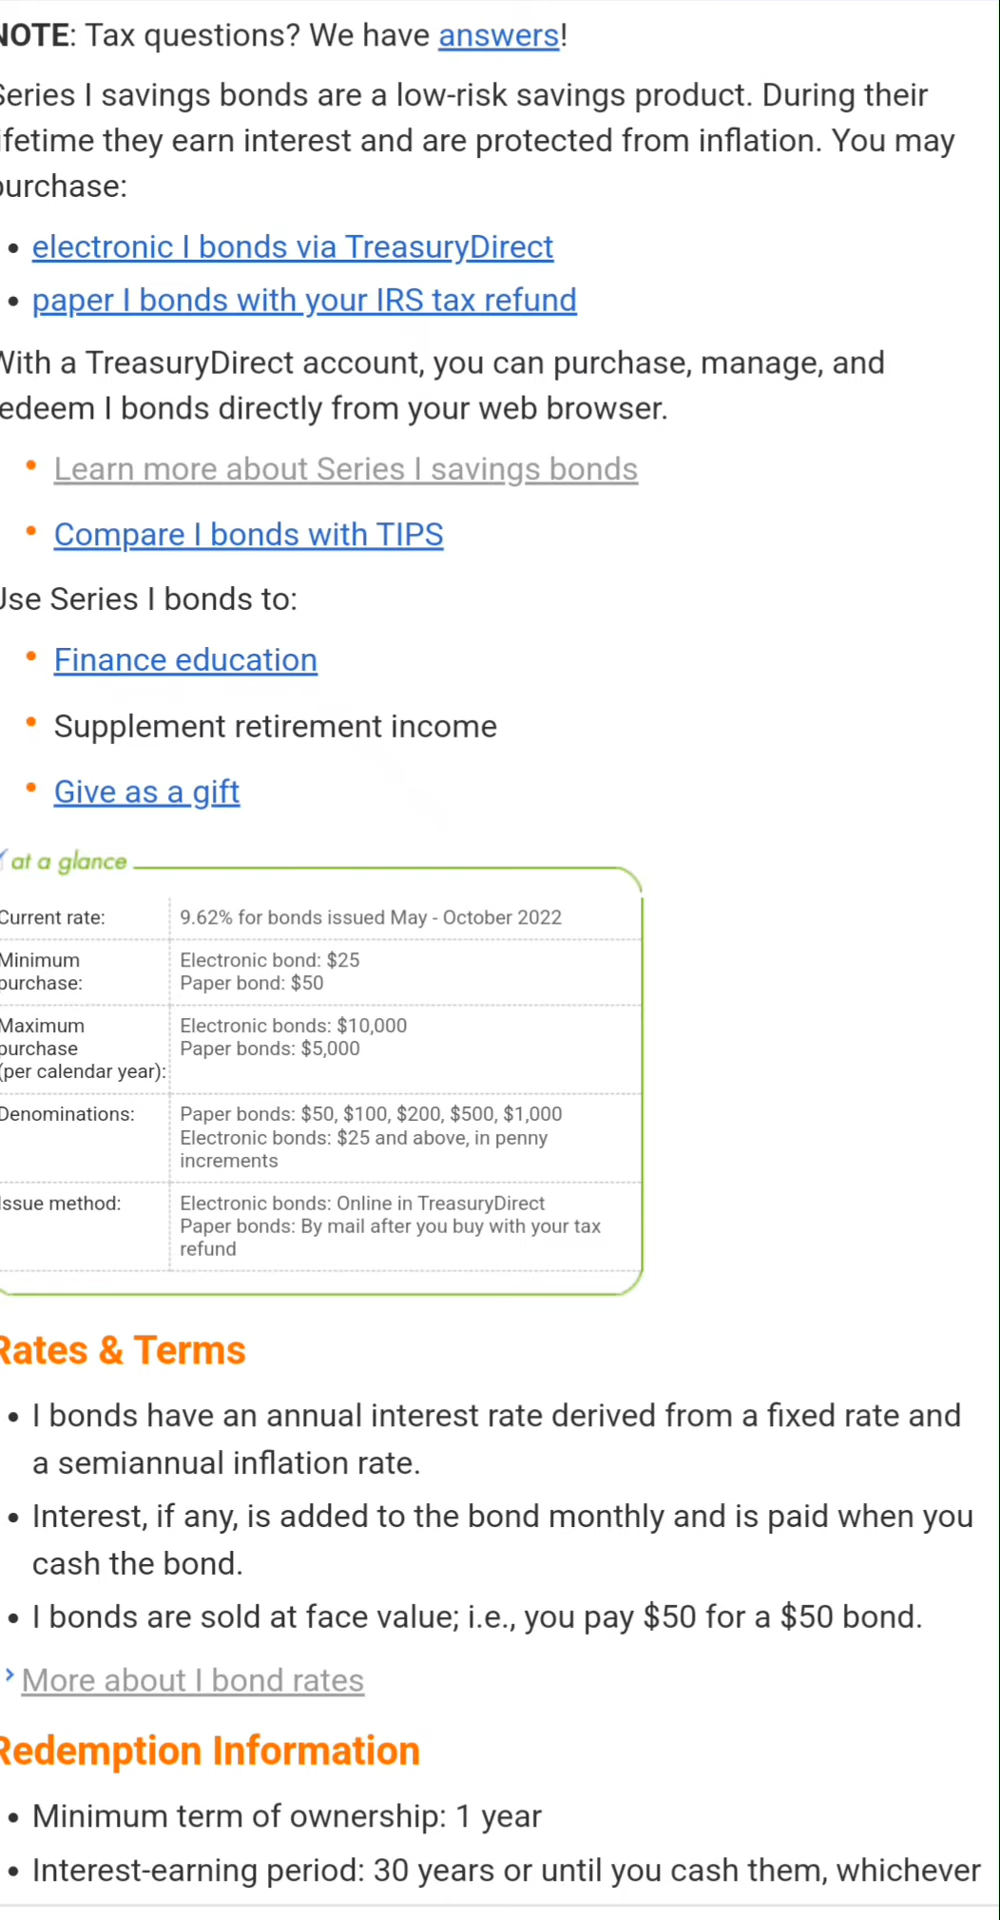 NOTE: Tax questions? We have answers!
Series I savings bonds are a low-risk savings product. During their
lifetime they earn interest and are protected from inflation. You may
purchase:
• electronic I bonds via TreasuryDirect
• paper I bonds with your IRS tax refund
With a TreasuryDirect account, you can purchase, manage, and
redeem I bonds directly from your web browser.
• Learn more about Series I savings bonds
• Compare I bonds with TIPS
Use Series I bonds to:
• Finance education
• Supplement retirement income
• Give as a gift
at a glance
Current rate: 9.62% for bonds issued May - October 2022
Minimum
purchase:
Electronic bond: $25
Paper bond: $50
Maximum
purchase
(per calendar year):
Electronic bonds: $10,000
Paper bonds: $5,000
Denominations:
Paper bonds: $50, $100, $200, $500, $1,000
Electronic bonds: $25 and above, in penny
increments
Issue method:
Electronic bonds: Online in TreasuryDirect
Paper bonds: By mail after you buy with your tax
refund
Rates & Terms
• I bonds have an annual interest rate derived from a fixed rate and
a semiannual inflation rate.
• Interest, if any, is added to the bond monthly and is paid when you
cash the bond.
• I bonds are sold at face value; i.e., you pay $50 for a $50 bond.
› More about I bond rates
Redemption Information
• Minimum term of ownership: 1 year
• Interest-earning period: 30 years or until you cash them, whichever